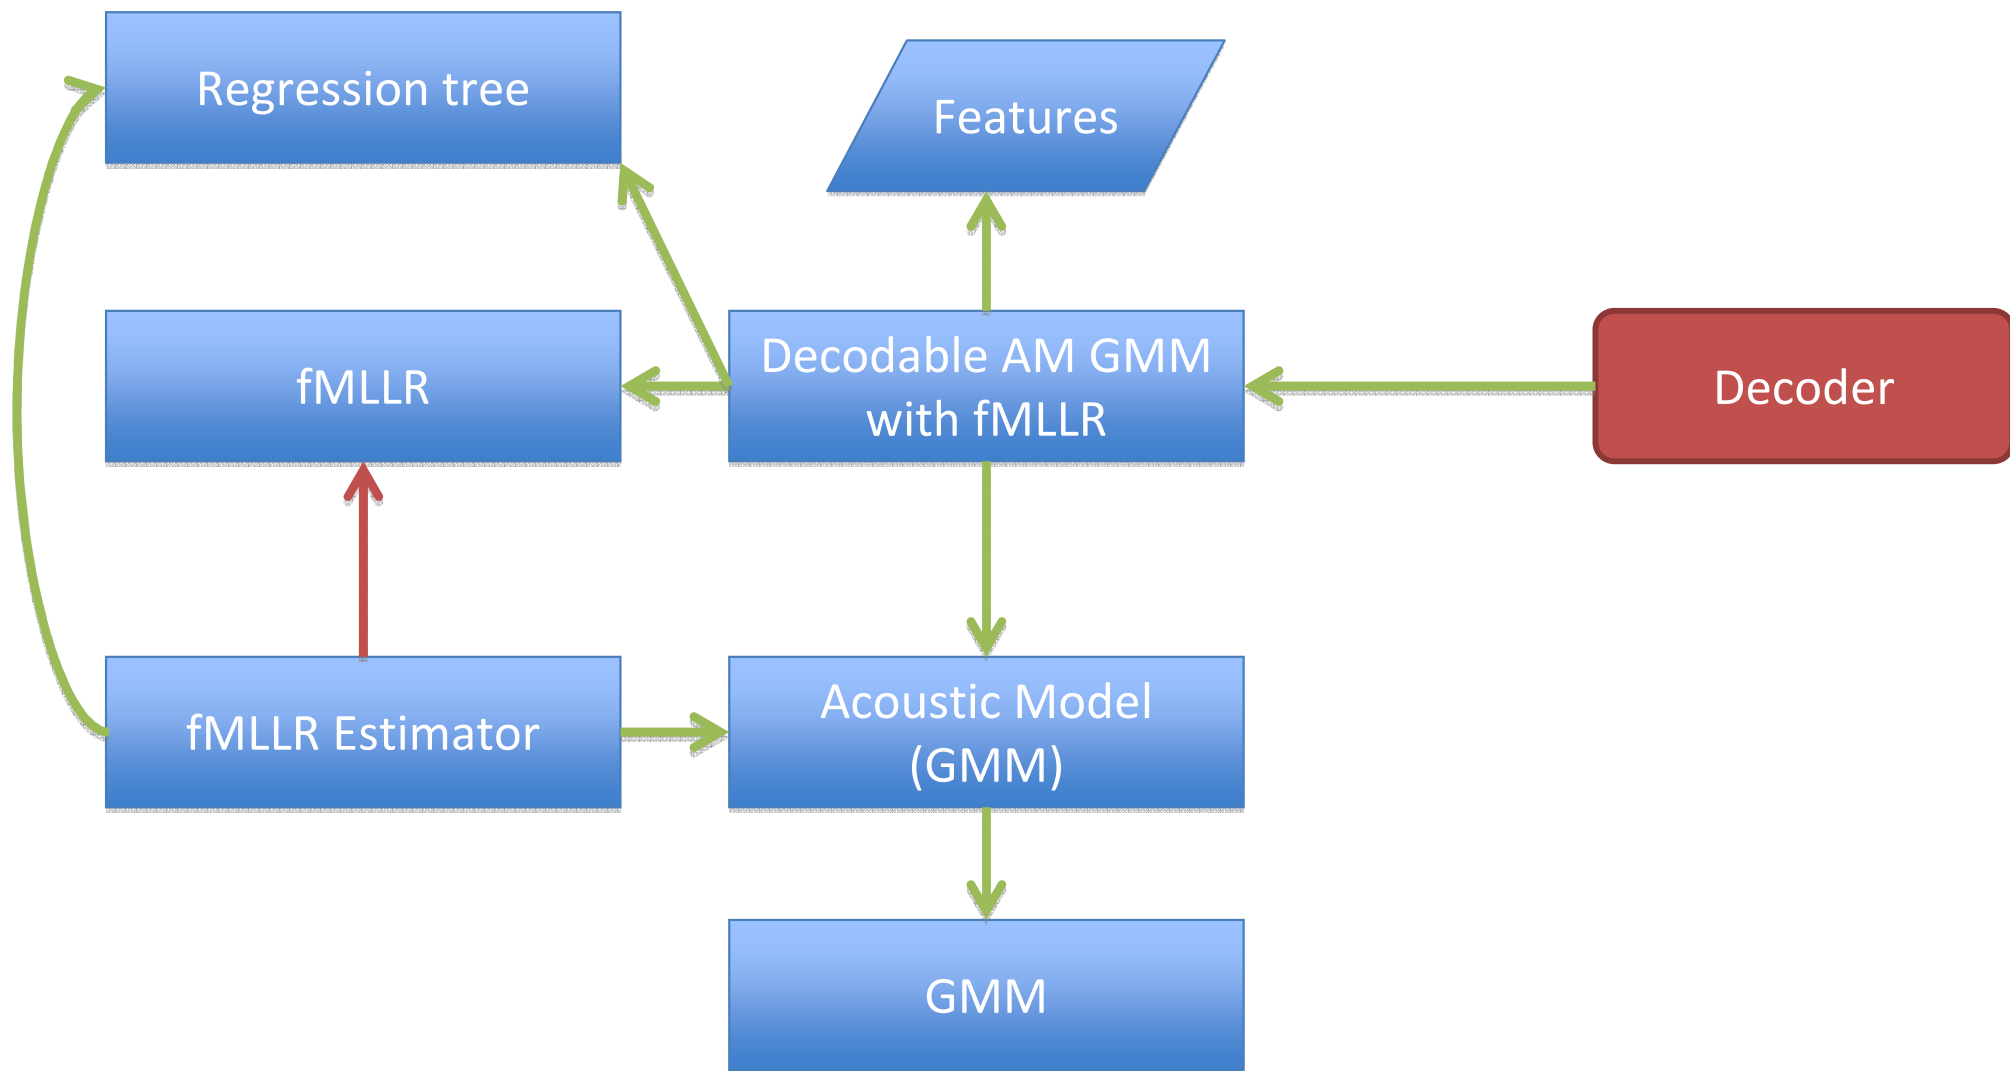 Regression tree
Features
fMLLR
Decodable AM GMM
with fMLLR
Decoder
fMLLR Estimator
Acoustic Model
(GMM)
GMM